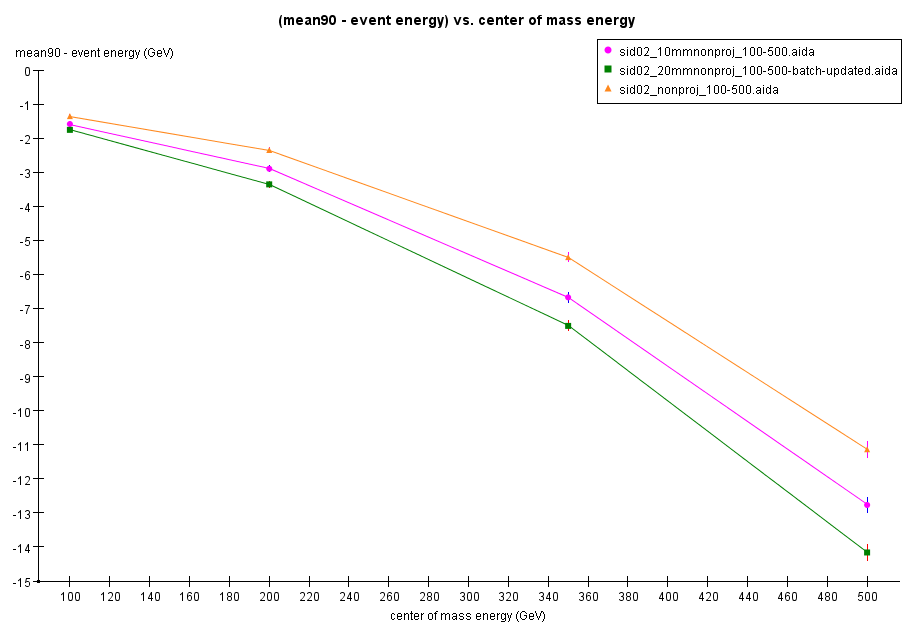 (mean90 - event energy) vs. center of mass energy
mean90 - event energy (GeV)
sid02_10mmnonproj_100-500.aida
sid02_20mmnonproj_100-500-batch-updated.aida
sid02_nonproj_100-500.aida
0
-1
-2
-3
-4
-5
-6
-7
-8
-9
-10
-11
-12
-13
-14
-15
100 120 140 160 180 200 220 240 260 280 300 320 340 360 380 400 420 440 460 480 500
center of mass energy (GeV)